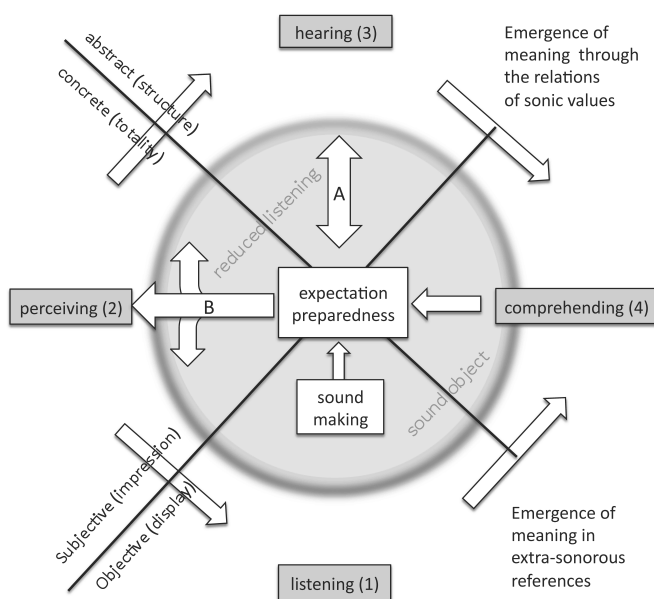 hearing (3)
Emergence of
meaning through
the relations
of sonic values
abstract (structure)
concrete (totality)
reduced listening
A
perceiving (2)
B
expectation
preparedness
comprehending (4)
sound
making
sound object
Subjective (impression)
Objective (display)
Emergence of
meaning in
extra-sonorous
references
listening (1)